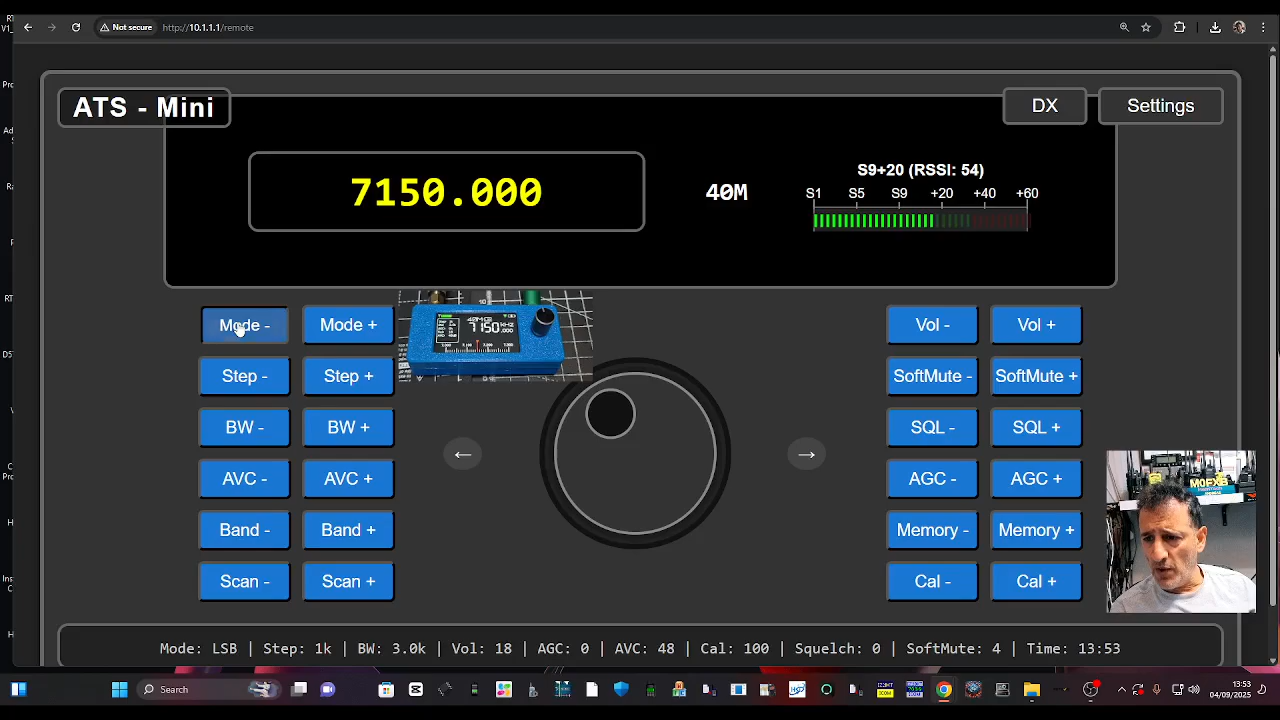 Not secure http://10.1.1.1/remote
ATS - Mini
DX
Settings
7150.000
40M
S9+20 (RSSI: 54)
S1 S5 S9 +20 +40 +60
Mode - Mode +
Step - Step +
BW - BW +
AVC - AVC +
Band - Band +
Scan - Scan +
7150
← →
Vol - Vol +
SoftMute - SoftMute +
SQL - SQL +
AGC - AGC +
Memory - Memory +
Cal - Cal +
M0FXB
Mode: LSB | Step: 1k | BW: 3.0k | Vol: 18 | AGC: 0 | AVC: 48 | Cal: 100 | Squelch: 0 | SoftMute: 4 | Time: 13:53
Search
13:53
04/09/2025